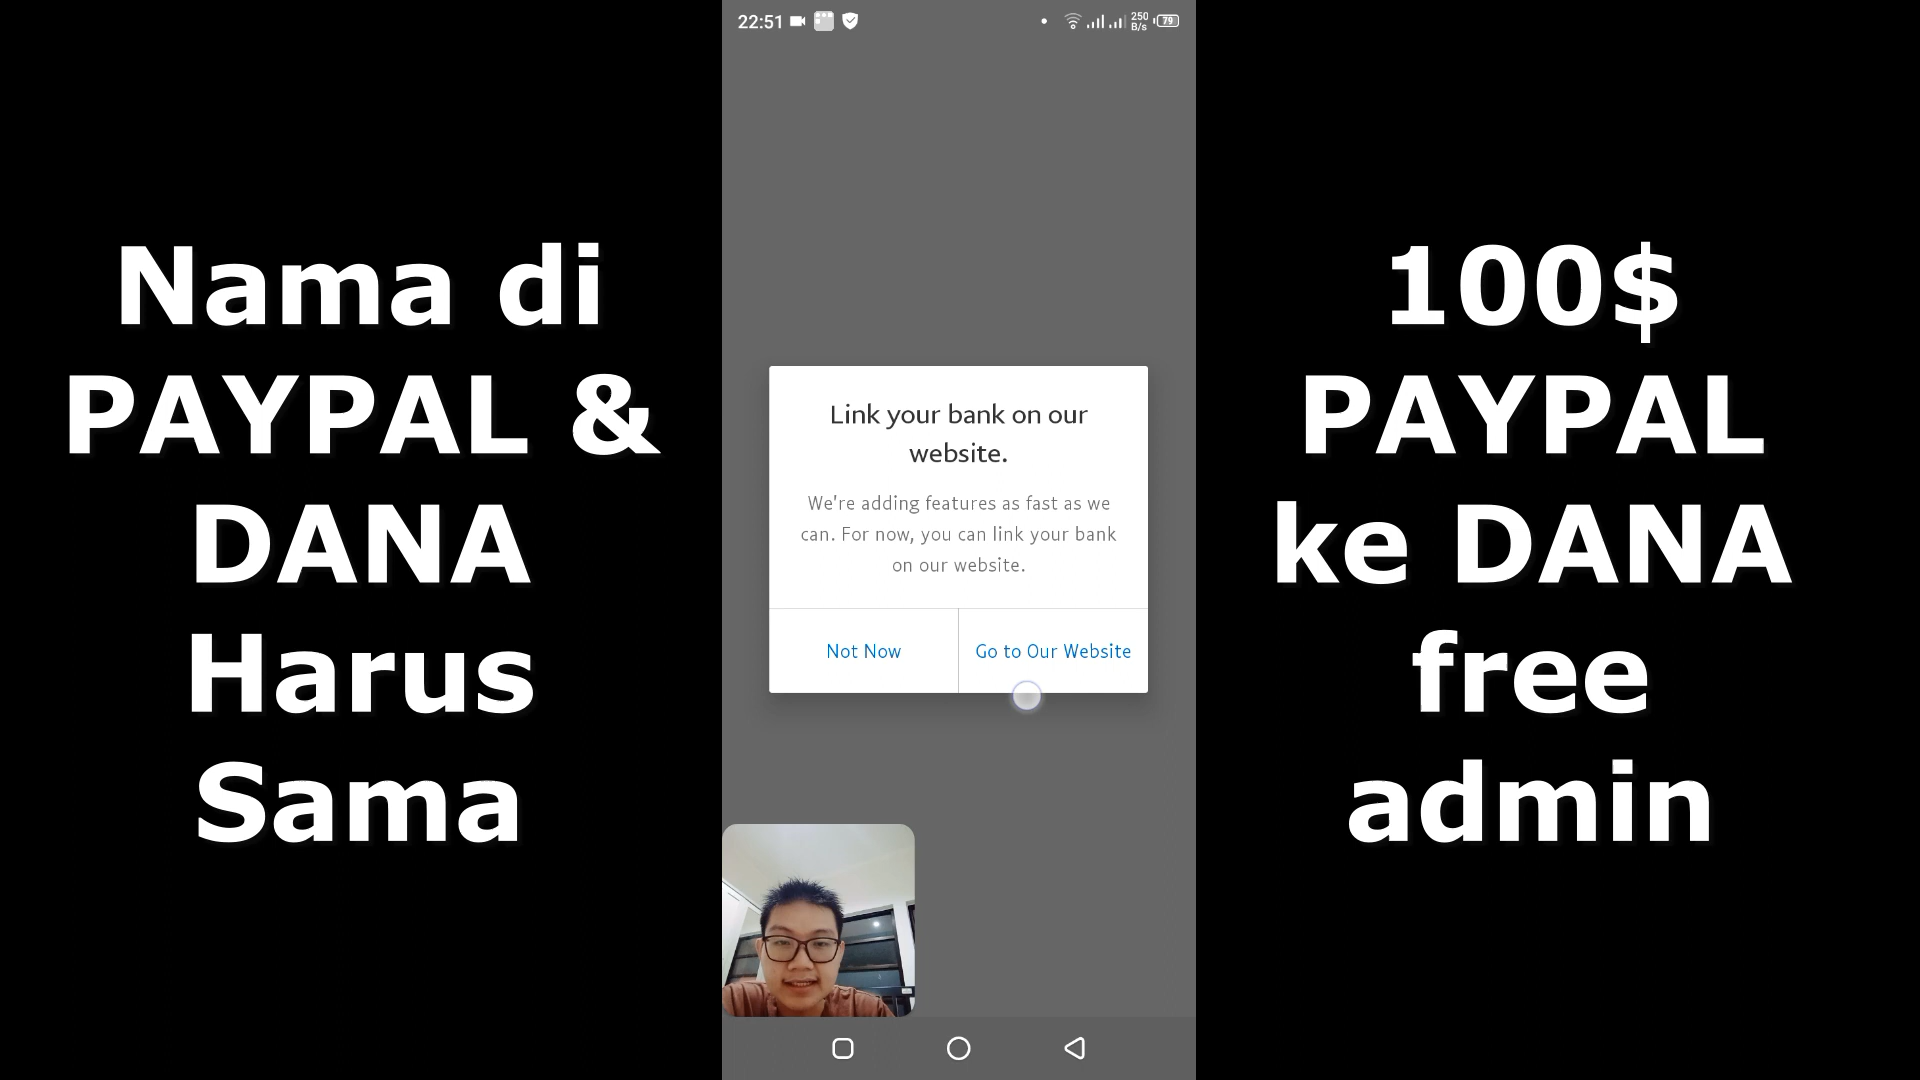 Nama di
PAYPAL &
DANA
Harus
Sama
22:51
250
B/s
79
Link your bank on our
website.
We're adding features as fast as we
can. For now, you can link your bank
on our website.
Not Now
Go to Our Website
100$
PAYPAL
ke DANA
free
admin